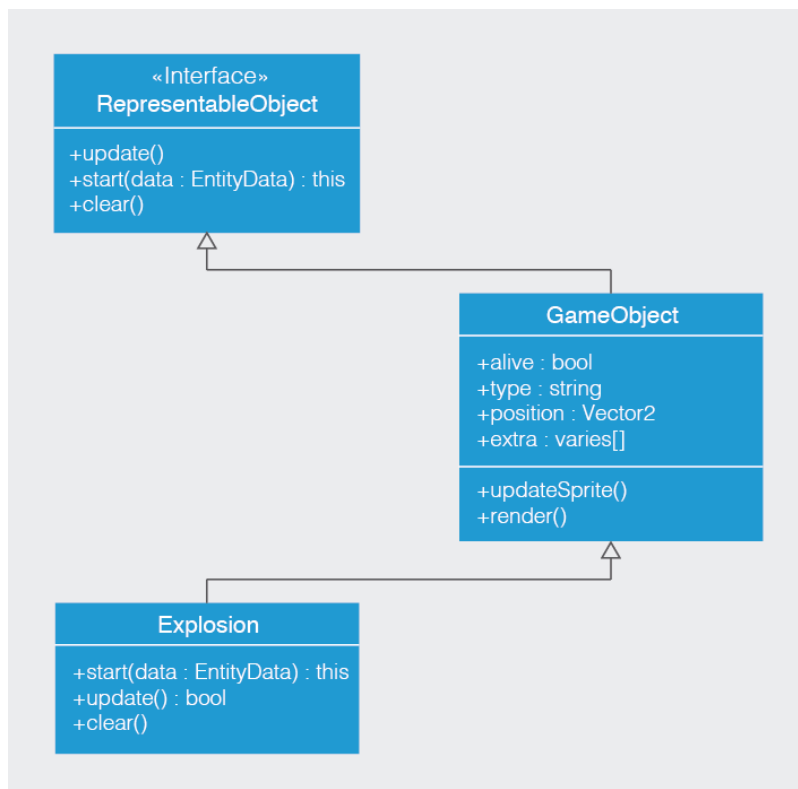 «Interface»
RepresentableObject
+update()
+start(data : EntityData) : this
+clear()
GameObject
+alive : bool
+type : string
+position : Vector2
+extra : varies[]
+updateSprite()
+render()
Explosion
+start(data : EntityData) : this
+update() : bool
+clear()